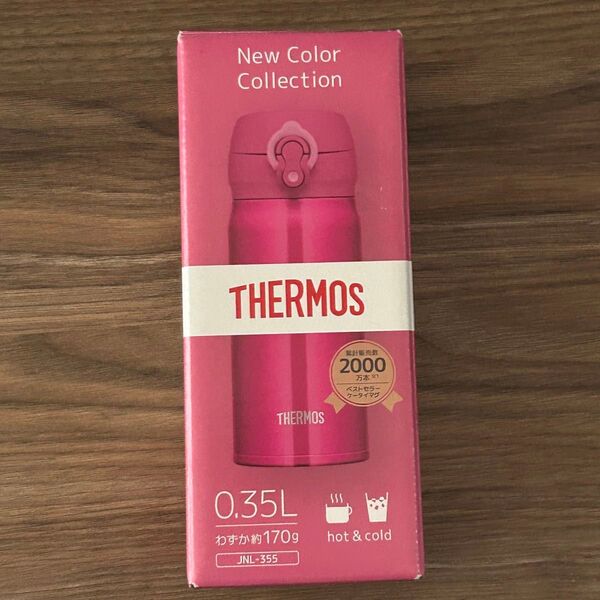 New Color
Collection
THERMOS
累計販売数
2000
万本※1
ベストセラー
ケータイマグ
THERMOS
0.35L
わずか約170g
JNL-355
hot & cold